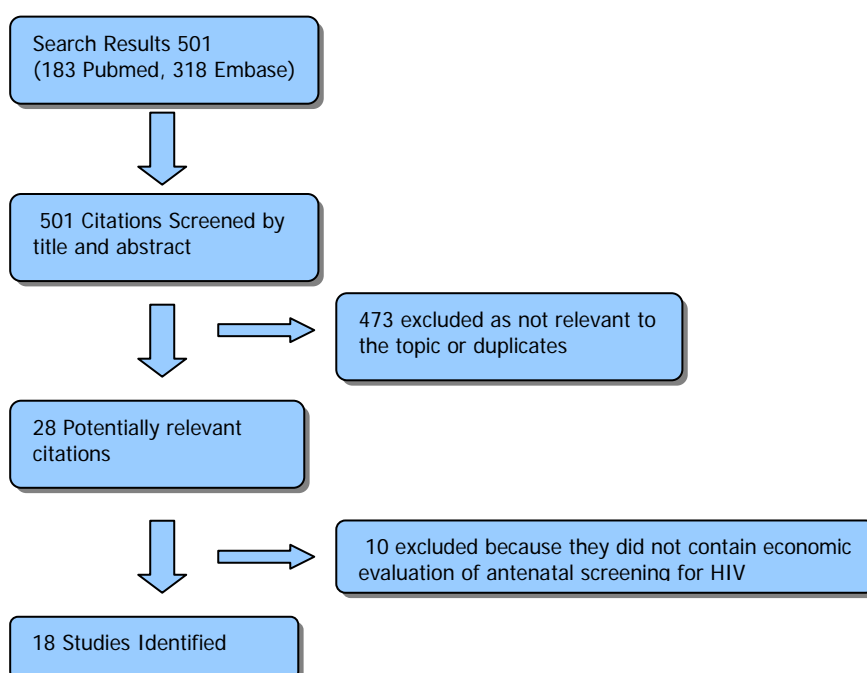 Search Results 501
(183 Pubmed, 318 Embase)
501 Citations Screened by
title and abstract
473 excluded as not relevant to
the topic or duplicates
28 Potentially relevant
citations
10 excluded because they did not contain economic
evaluation of antenatal screening for HIV
18 Studies Identified